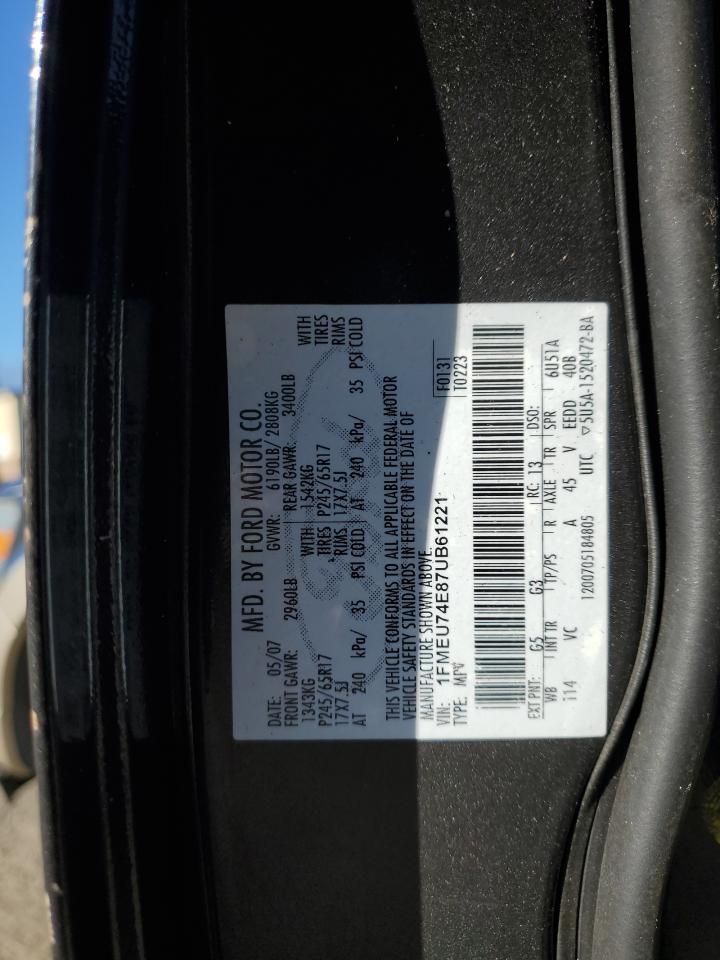 MFD. BY FORD MOTOR CO.
DATE: 05/07 GVWR: 6190LB/ 2808KG
FRONT GAWR: 2960LB REAR GAWR: 3400LB
1343KG WITH 1542KG WITH
P245/65R17 TIRES P245/65R17 TIRES
17X7.5J RIMS 17X7.5J RIMS
AT 240 kPa/ 35 PSI COLD AT 240 kPa/ 35 PSI COLD
THIS VEHICLE CONFORMS TO ALL APPLICABLE FEDERAL MOTOR
VEHICLE SAFETY STANDARDS IN EFFECT ON THE DATE OF
MANUFACTURE SHOWN ABOVE.
VIN: 1FMEU74E87UB61221 F0131
TYPE: MPV T0223
EXT PNT: G5 G3 RC: 13 DSO:
WB INT TR TP/PS R AXLE TR SPR 6U51A
114 VC A 45 V EEDD 40B
1200705184805 UTC ▽5U5A-1520472-BA